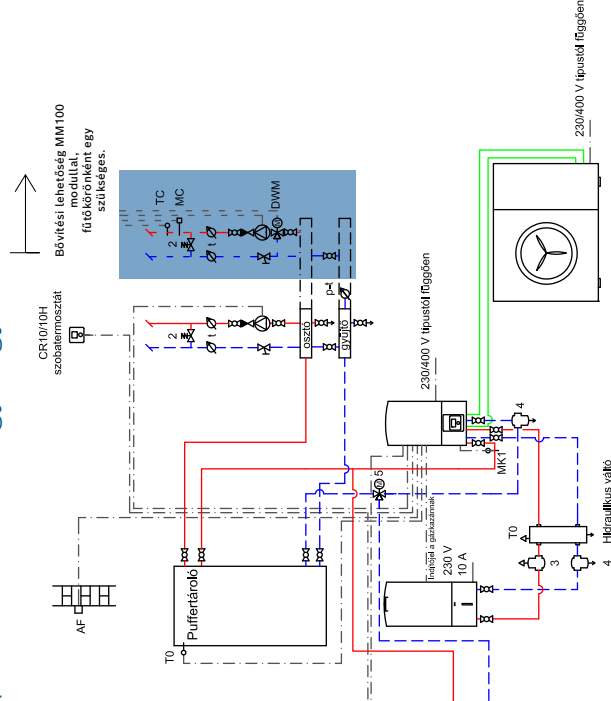 Bővítési lehetőség MM100
modullal,
fűtőkörönként egy
szükséges.
TC
MC
2
t
M
DWM
CR10/10H
szobatermosztát
2
t
osztó
gyűjtő
p-t
230/400 V típustól függően
230/400 V típustól függően
AF
T0
Puffertároló
M
5
MK1
4
Indítójel a gázkazánnak
230 V
10 A
T0
3
4
Hidraulikus váltó